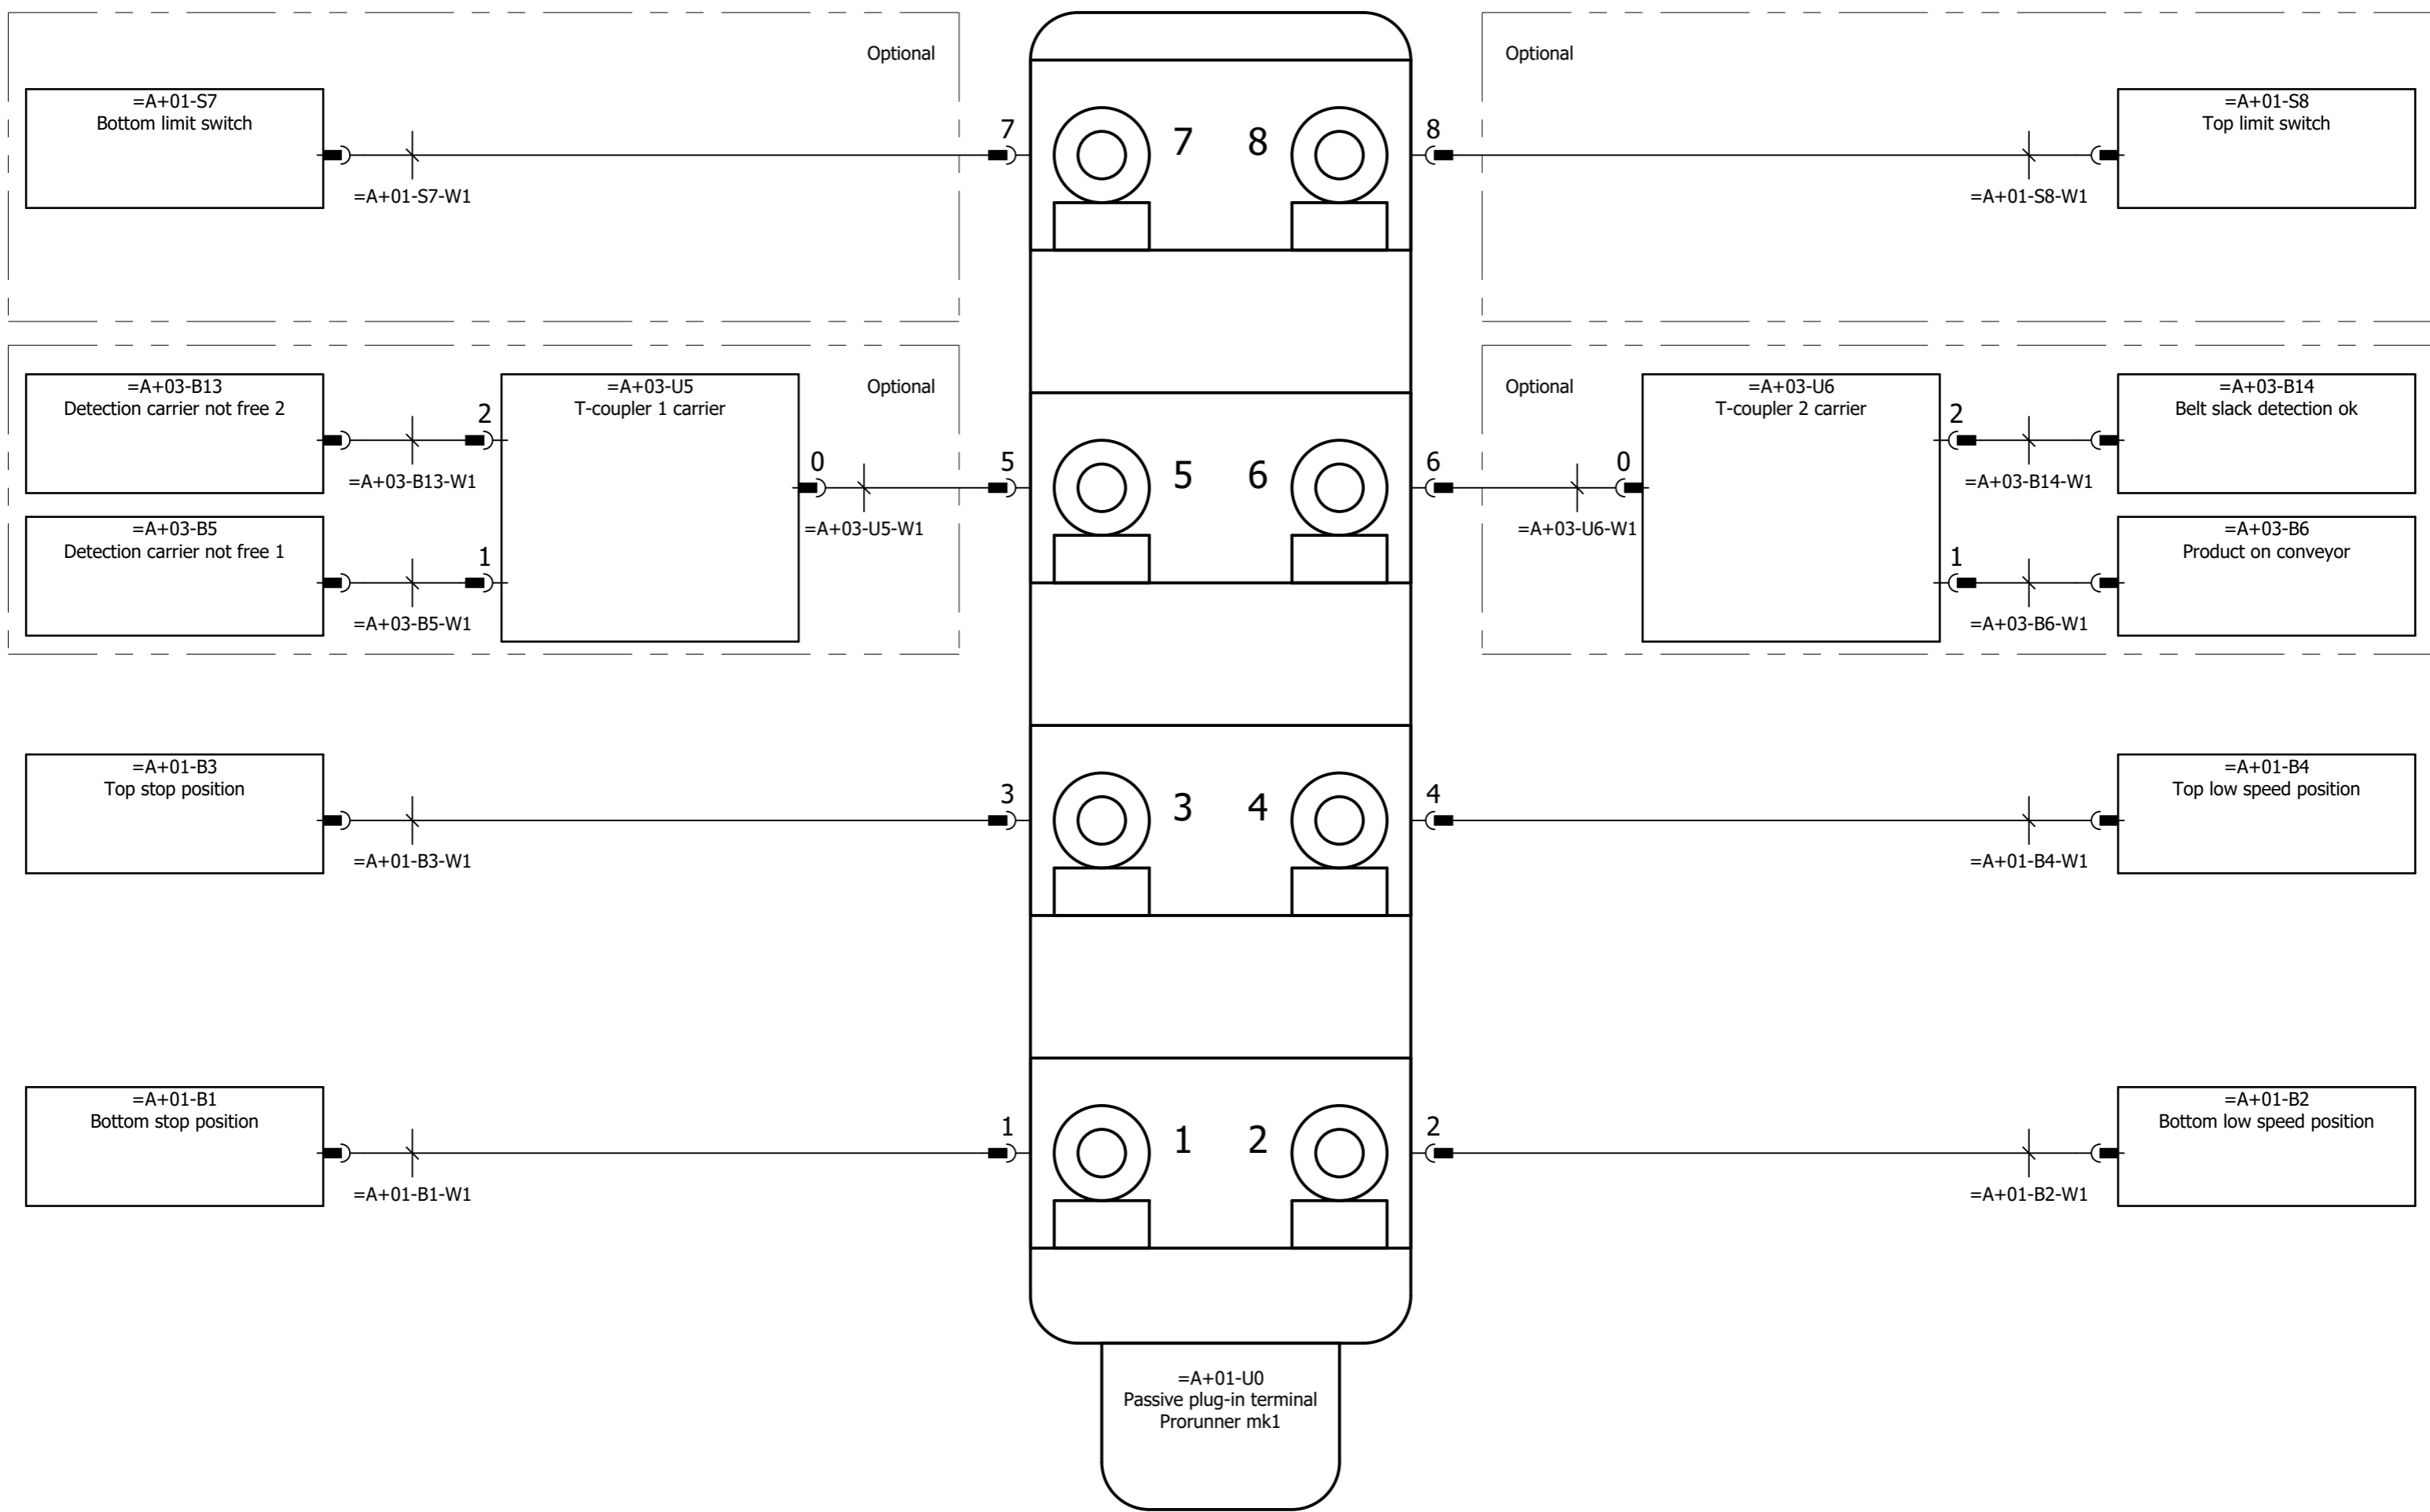 Optional
Optional
=A+01-S7
Bottom limit switch
=A+01-S7-W1
7
7
8
8
=A+01-S8
Top limit switch
=A+01-S8-W1
=A+03-B13
Detection carrier not free 2
=A+03-B13-W1
2
=A+03-U5
T-coupler 1 carrier
Optional
0
=A+03-U5-W1
=A+03-B5
Detection carrier not free 1
=A+03-B5-W1
1
5
5
6
6
Optional
=A+03-U6
T-coupler 2 carrier
0
=A+03-U6-W1
2
=A+03-B14
Belt slack detection ok
=A+03-B14-W1
1
=A+03-B6
Product on conveyor
=A+03-B6-W1
=A+01-B3
Top stop position
=A+01-B3-W1
3
3
4
4
=A+01-B4
Top low speed position
=A+01-B4-W1
=A+01-B1
Bottom stop position
=A+01-B1-W1
1
1
2
2
=A+01-B2
Bottom low speed position
=A+01-B2-W1
=A+01-U0
Passive plug-in terminal
Prorunner mk1